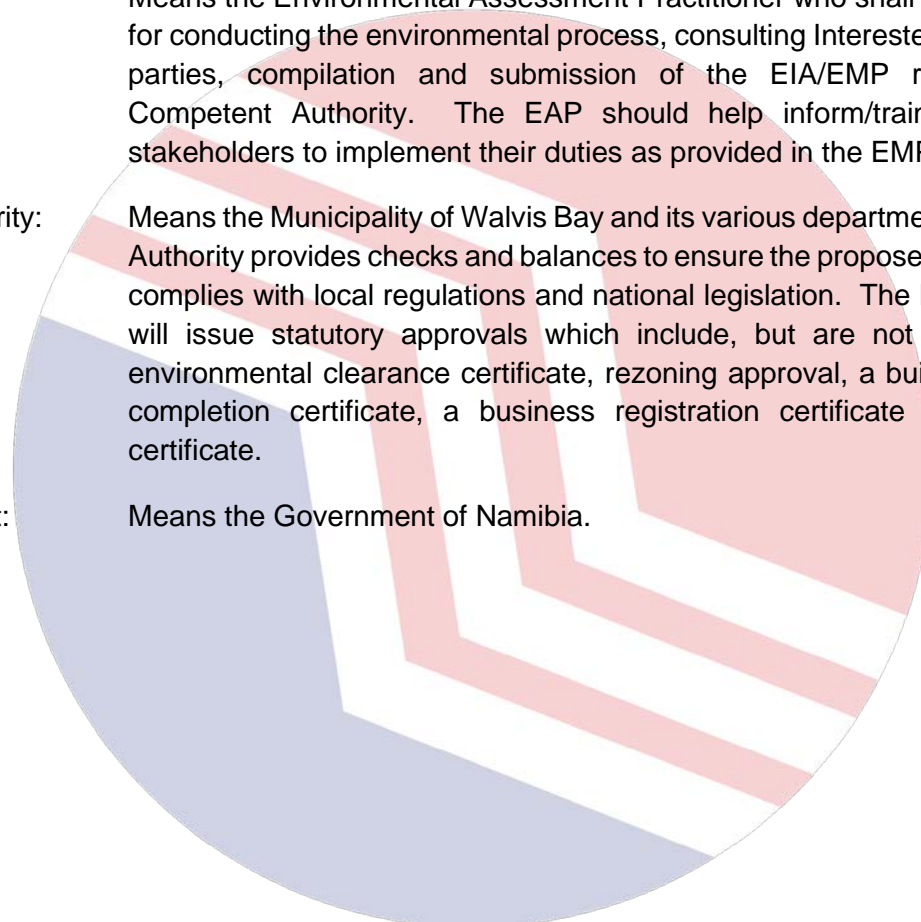 Means the Environmental Assessment Practitioner who shall
for conducting the environmental process, consulting Intereste
parties, compilation and submission of the EIA/EMP r
Competent Authority. The EAP should help inform/train
stakeholders to implement their duties as provided in the EMP
rity: Means the Municipality of Walvis Bay and its various departme
Authority provides checks and balances to ensure the propose
complies with local regulations and national legislation. The
will issue statutory approvals which include, but are not
environmental clearance certificate, rezoning approval, a bui
completion certificate, a business registration certificate
certificate.
t: Means the Government of Namibia.